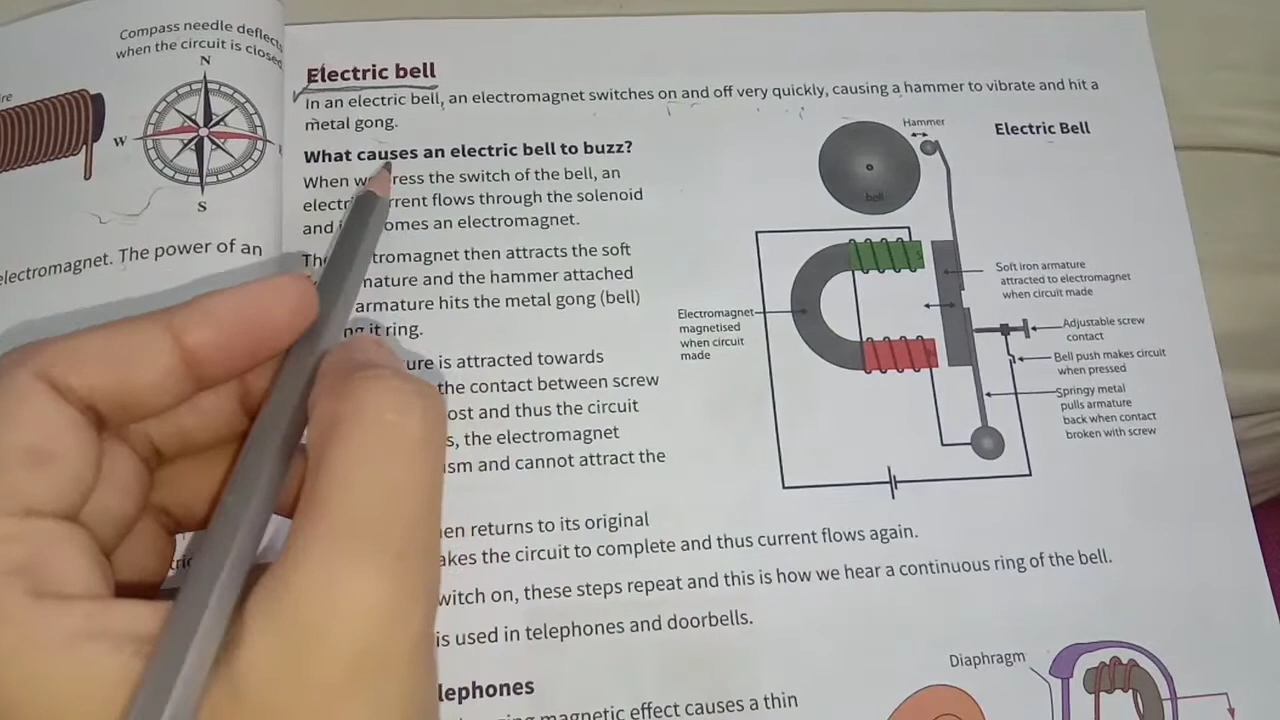 Compass needle deflects
when the circuit is closed
N
W
S
electromagnet. The power of an
Electric bell
In an electric bell, an electromagnet switches on and off very quickly, causing a hammer to vibrate and hit a
metal gong.
What causes an electric bell to buzz?
When we press the switch of the bell, an
current flows through the solenoid
and becomes an electromagnet.
electromagnet then attracts the soft
armature and the hammer attached
armature hits the metal gong (bell)
it ring.
is attracted towards
the contact between screw
and thus the circuit
the electromagnet
and cannot attract the
returns to its original
the circuit to complete and thus current flows again.
switch on, these steps repeat and this is how we hear a continuous ring of the bell.
is used in telephones and doorbells.
Electric Bell
Hammer
bell
Soft iron armature
attracted to electromagnet
when circuit made
Electromagnet
magnetised
when circuit
made
Adjustable screw
contact
Bell push makes circuit
when pressed
Springy metal
pulls armature
back when contact
broken with screw
magnetic effect causes a thin
Diaphragm